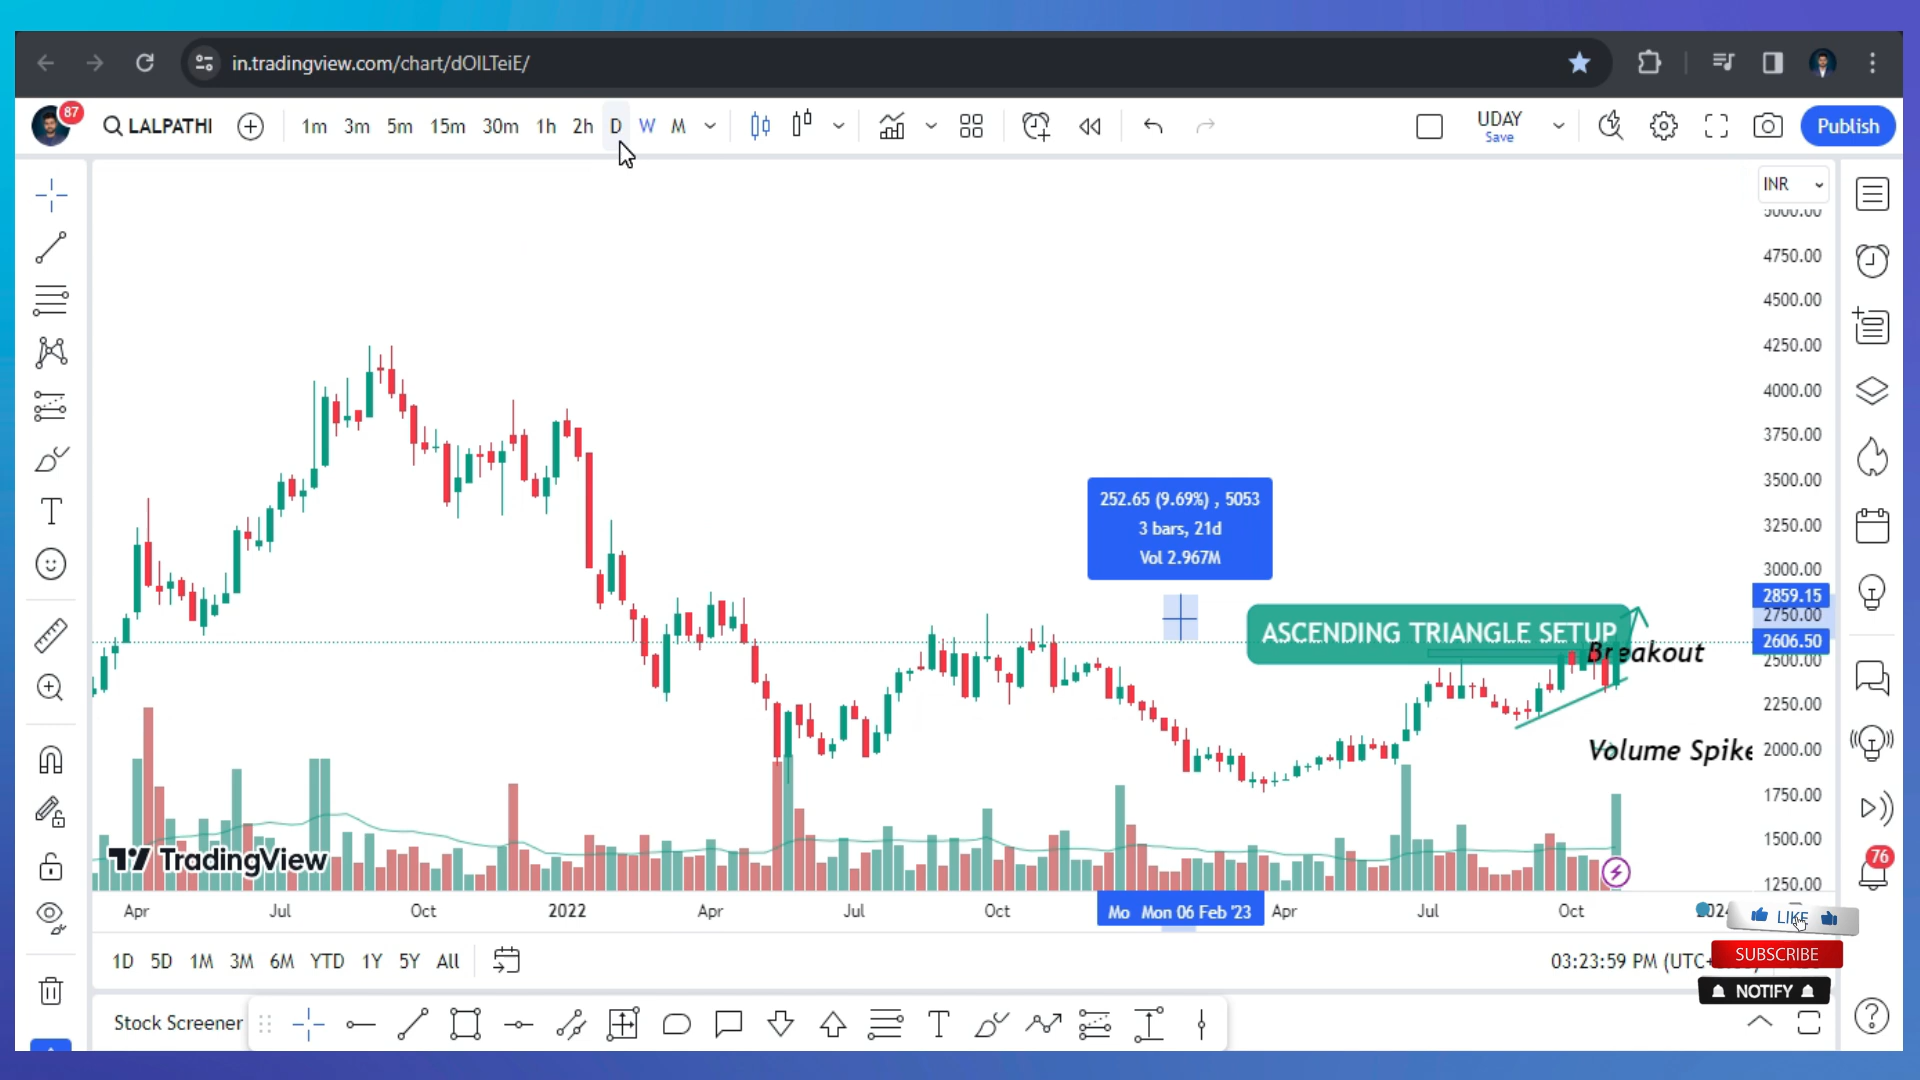 in.tradingview.com/chart/dOILTeiE/
87
LALPATHI
1m 3m 5m 15m 30m 1h 2h D W M
UDAY
Save
Publish
INR
5000.00
4750.00
4500.00
4250.00
4000.00
3750.00
3500.00
3250.00
3000.00
2859.15
2750.00
2606.50
2500.00
2250.00
2000.00
1750.00
1500.00
1250.00
252.65 (9.69%) , 5053
3 bars, 21d
Vol 2.967M
ASCENDING TRIANGLE SETUP
Breakout
Volume Spike
TradingView
76
Apr Jul Oct 2022 Apr Jul Oct Mo Mon 06 Feb '23 Apr Jul Oct 2024
LIKE
1D 5D 1M 3M 6M YTD 1Y 5Y All
03:23:59 PM (UTC+
SUBSCRIBE
NOTIFY
Stock Screener